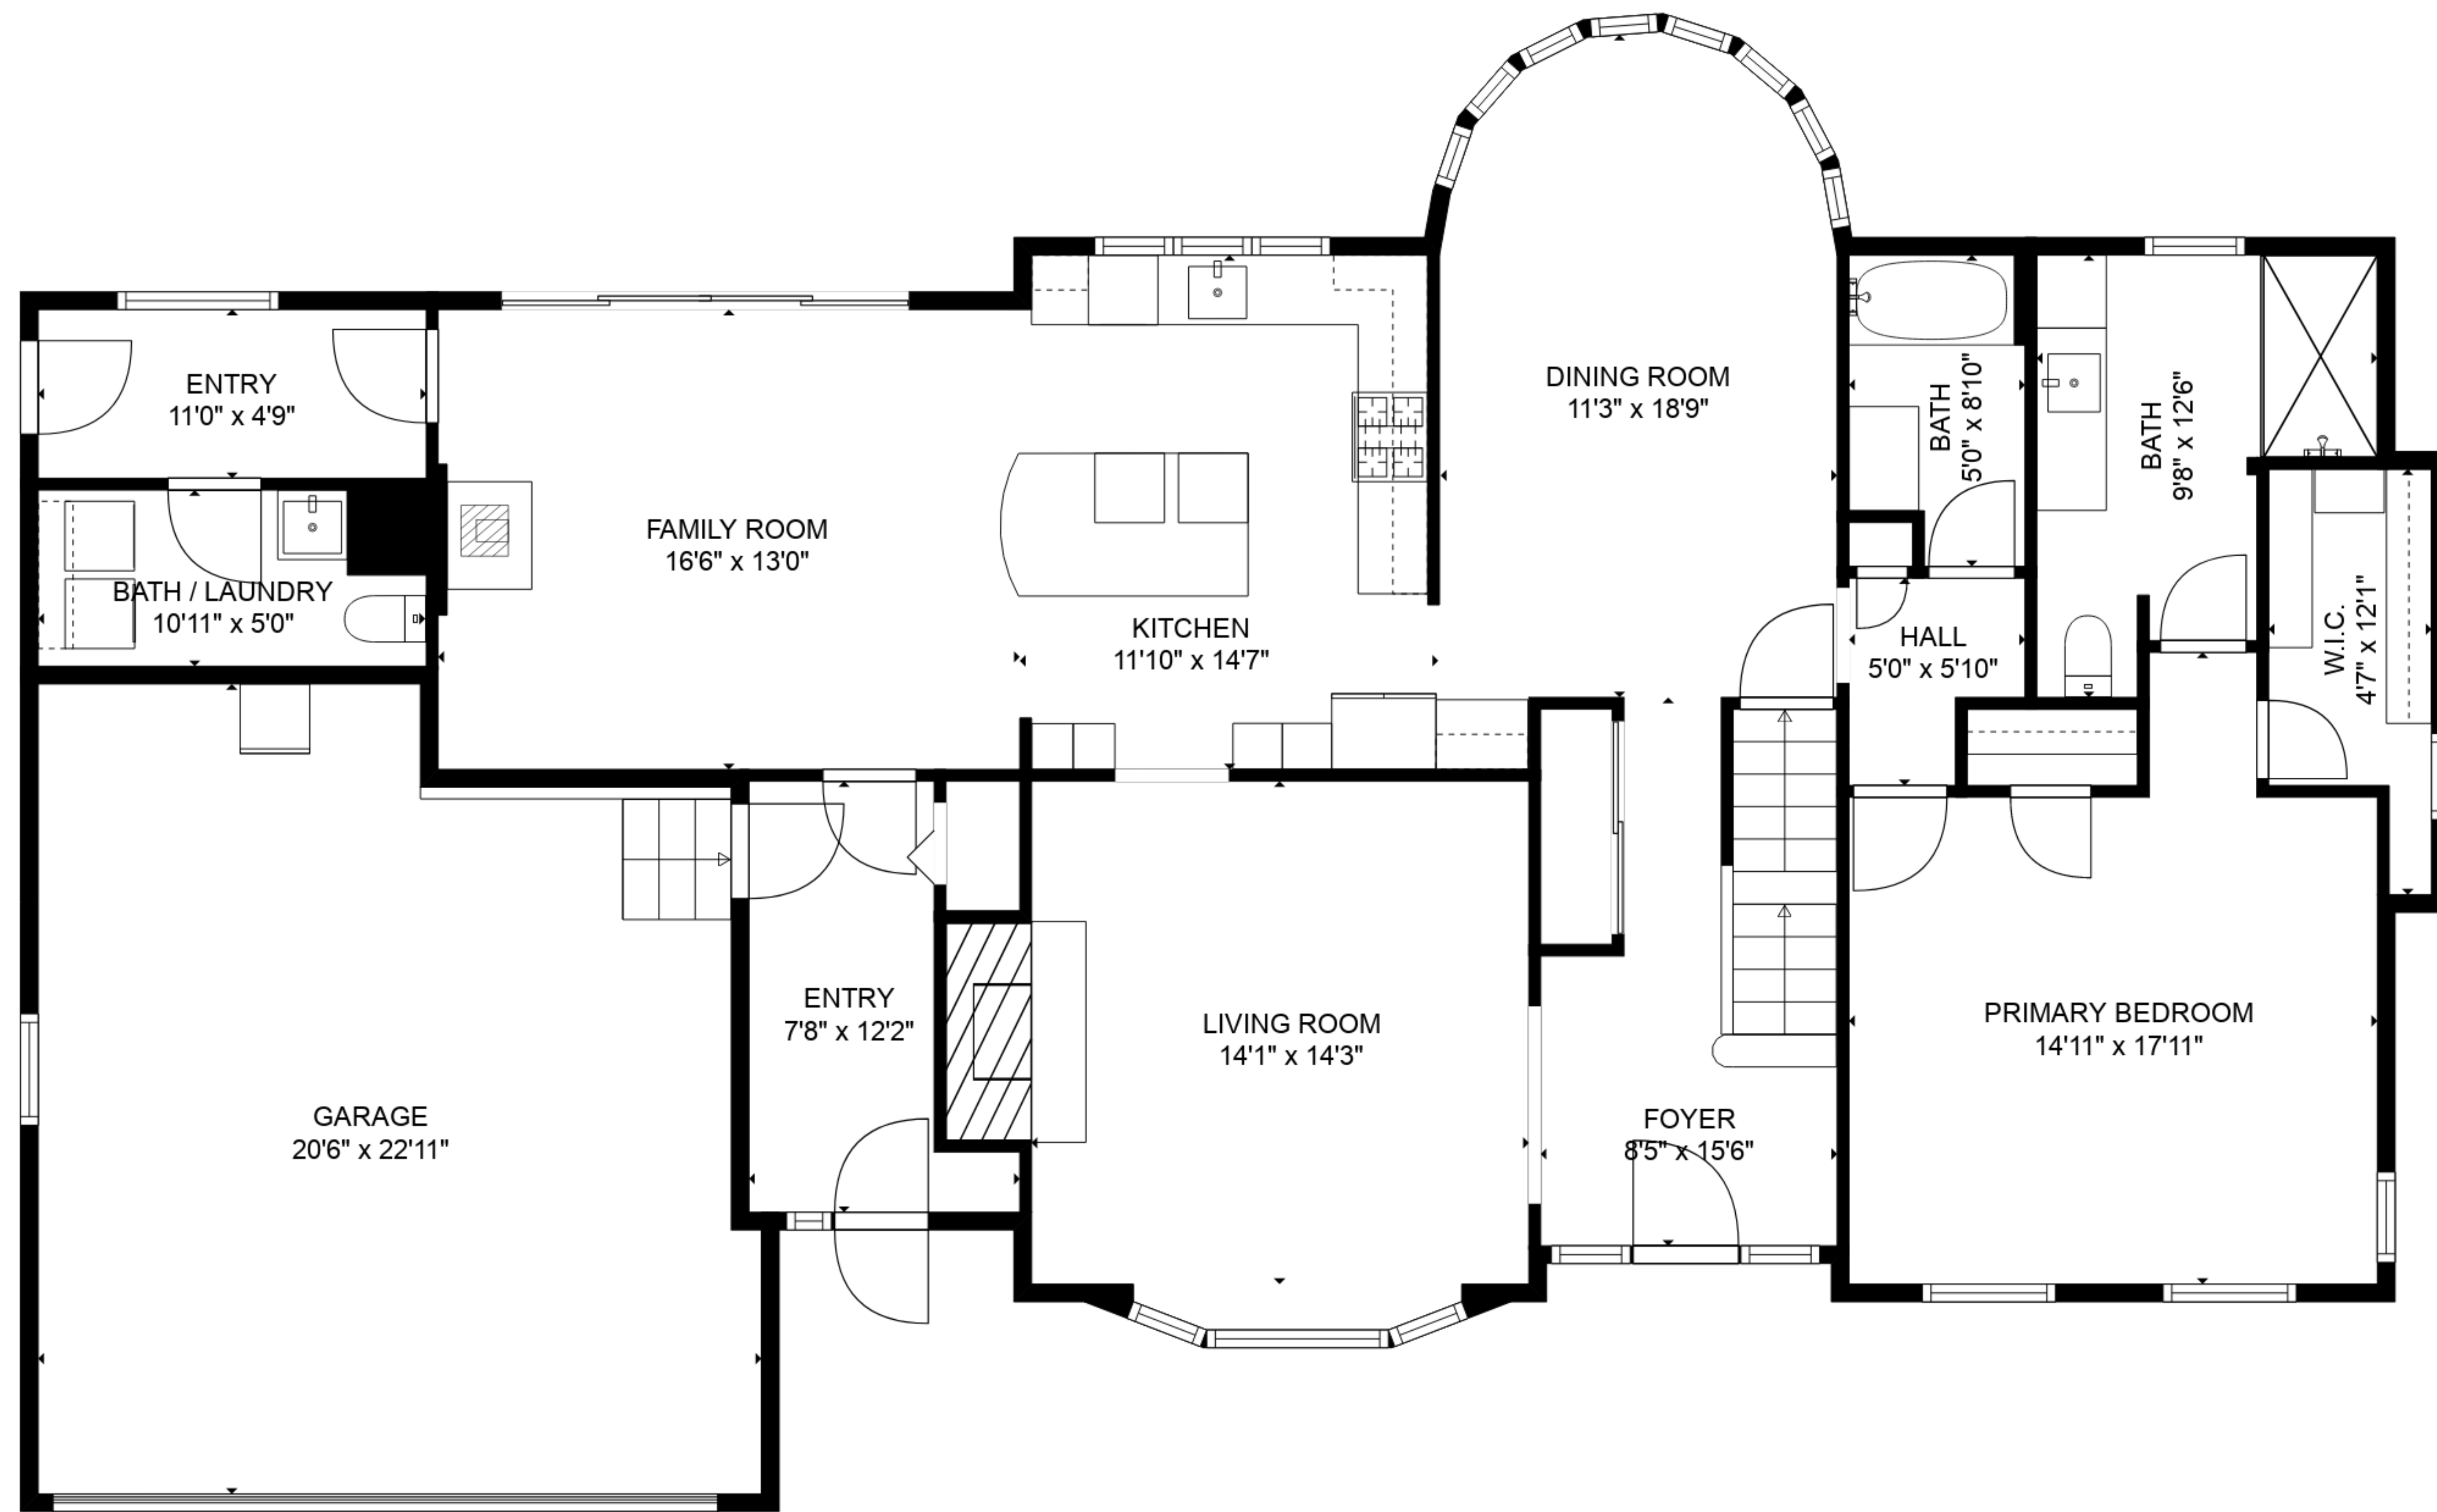 ENTRY
11'0" x 4'9"
BATH / LAUNDRY
10'11" x 5'0"
FAMILY ROOM
16'6" x 13'0"
KITCHEN
11'10" x 14'7"
DINING ROOM
11'3" x 18'9"
BATH
5'0" x 8'10"
BATH
9'8" x 12'6"
HALL
5'0" x 5'10"
W.I.C.
4'7" x 12'1"
GARAGE
20'6" x 22'11"
ENTRY
7'8" x 12'2"
LIVING ROOM
14'1" x 14'3"
FOYER
8'5" x 15'6"
PRIMARY BEDROOM
14'11" x 17'11"